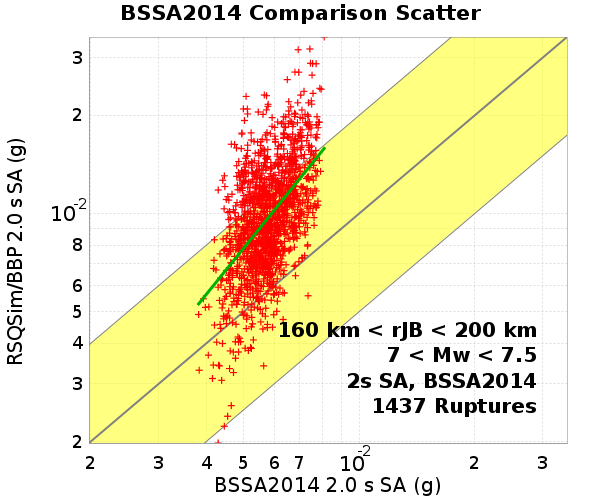 BSSA2014 Comparison Scatter
RSQSim/BBP 2.0 s SA (g)
3
2
10-2
8
6
5
4
3
2
160 km < rJB < 200 km
7 < Mw < 7.5
2s SA, BSSA2014
1437 Ruptures
2 3 4 5 6 7 10-2 2 3
BSSA2014 2.0 s SA (g)